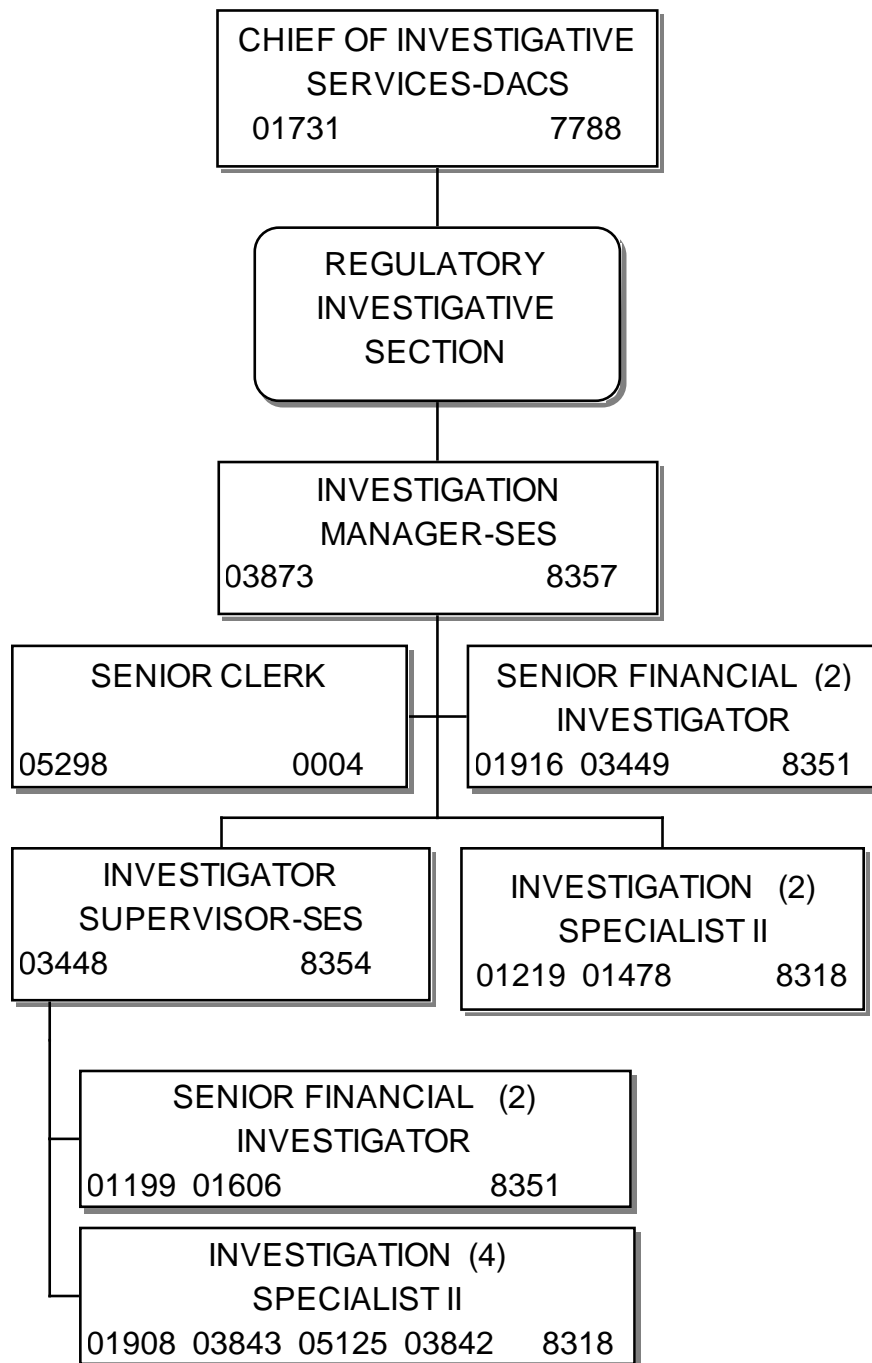 CHIEF OF INVESTIGATIVE
SERVICES-DACS
01731 7788
REGULATORY
INVESTIGATIVE
SECTION
INVESTIGATION
MANAGER-SES
03873 8357
SENIOR CLERK
05298 0004
SENIOR FINANCIAL (2)
INVESTIGATOR
01916 03449 8351
INVESTIGATOR
SUPERVISOR-SES
03448 8354
INVESTIGATION (2)
SPECIALIST II
01219 01478 8318
SENIOR FINANCIAL (2)
INVESTIGATOR
01199 01606 8351
INVESTIGATION (4)
SPECIALIST II
01908 03843 05125 03842 8318